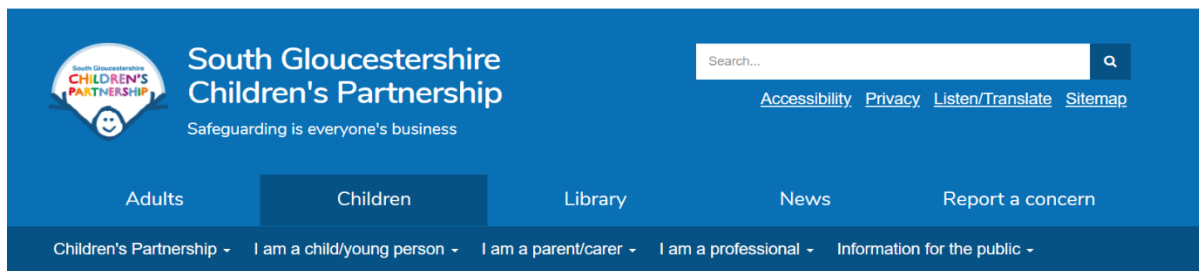 South Gloucestershire
CHILDREN'S
PARTNERSHIP
South Gloucestershire
Children's Partnership
Safeguarding is everyone's business
Search...
Accessibility Privacy Listen/Translate Sitemap
Adults Children Library News Report a concern
Children's Partnership I am a child/young person I am a parent/carer I am a professional Information for the public